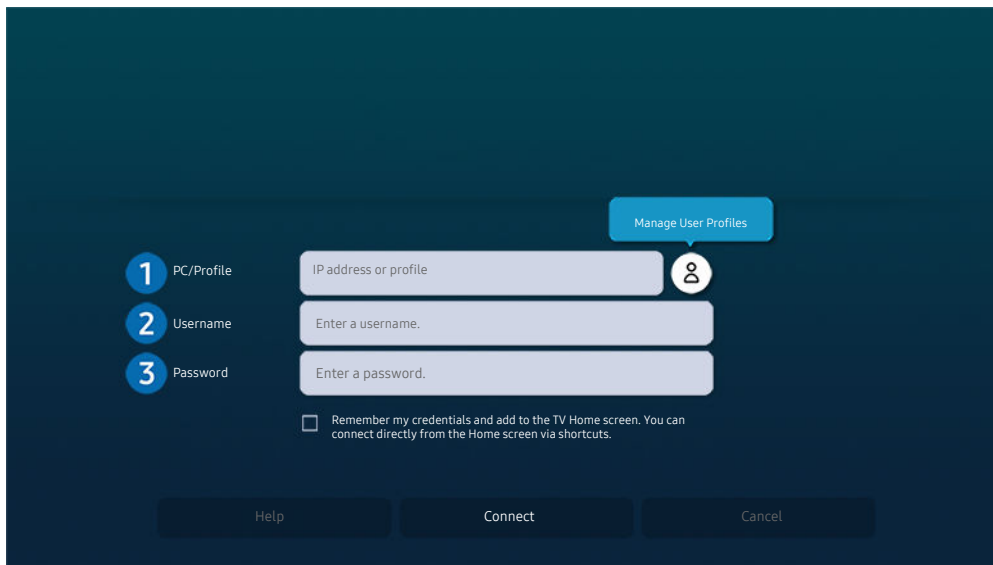 Manage User Profiles
1 PC/Profile IP address or profile
2 Username Enter a username.
3 Password Enter a password.
Remember my credentials and add to the TV Home screen. You can
connect directly from the Home screen via shortcuts.
Help Connect Cancel